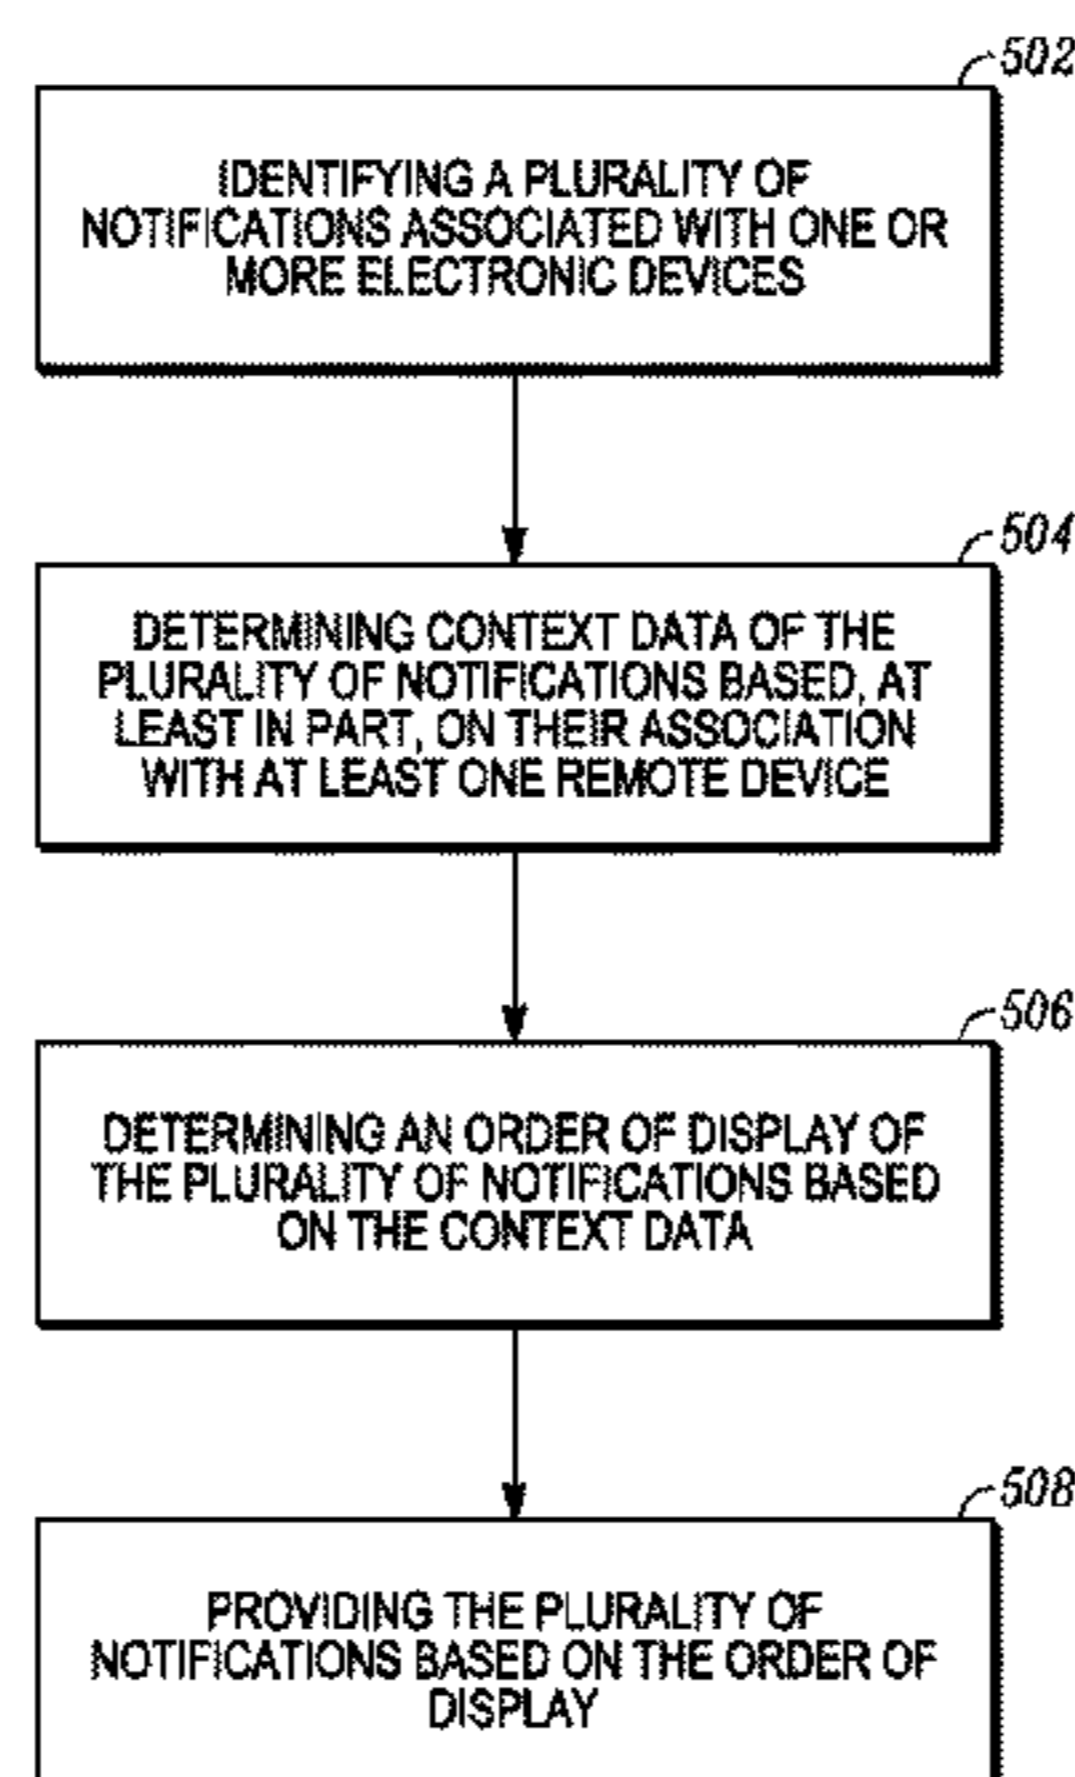 502
IDENTIFYING A PLURALITY OF
NOTIFICATIONS ASSOCIATED WITH ONE OR
MORE ELECTRONIC DEVICES
504
DETERMINING CONTEXT DATA OF THE
PLURALITY OF NOTIFICATIONS BASED, AT
LEAST IN PART, ON THEIR ASSOCIATION
WITH AT LEAST ONE REMOTE DEVICE
506
DETERMINING AN ORDER OF DISPLAY OF
THE PLURALITY OF NOTIFICATIONS BASED
ON THE CONTEXT DATA
508
PROVIDING THE PLURALITY OF
NOTIFICATIONS BASED ON THE ORDER OF
DISPLAY